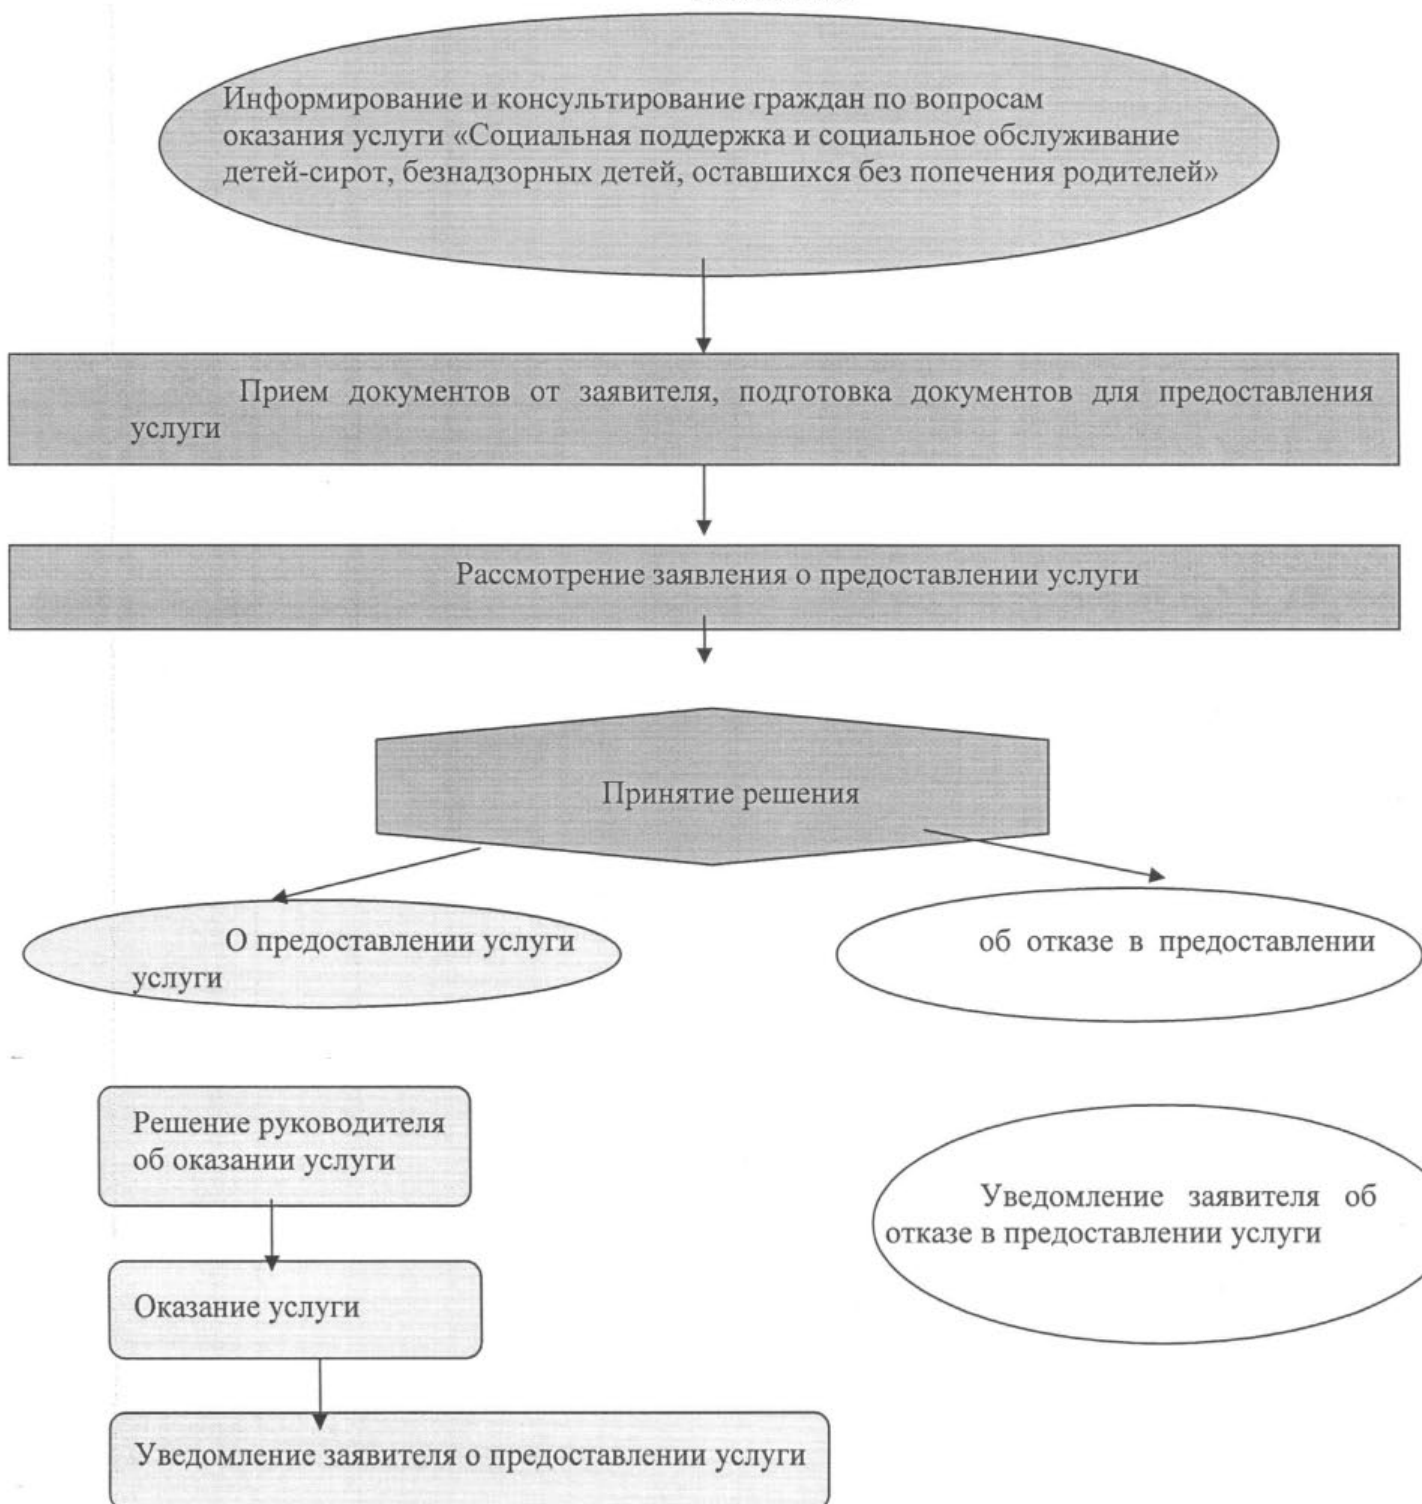 Информирование и консультирование граждан по вопросам
оказания услуги «Социальная поддержка и социальное обслуживание
детей-сирот, безнадзорных детей, оставшихся без попечения родителей»
Прием документов от заявителя, подготовка документов для предоставления
услуги
Рассмотрение заявления о предоставлении услуги
Принятие решения
О предоставлении услуги
услуги
об отказе в предоставлении
Решение руководителя
об оказании услуги
Уведомление заявителя об
отказе в предоставлении услуги
Оказание услуги
Уведомление заявителя о предоставлении услуги